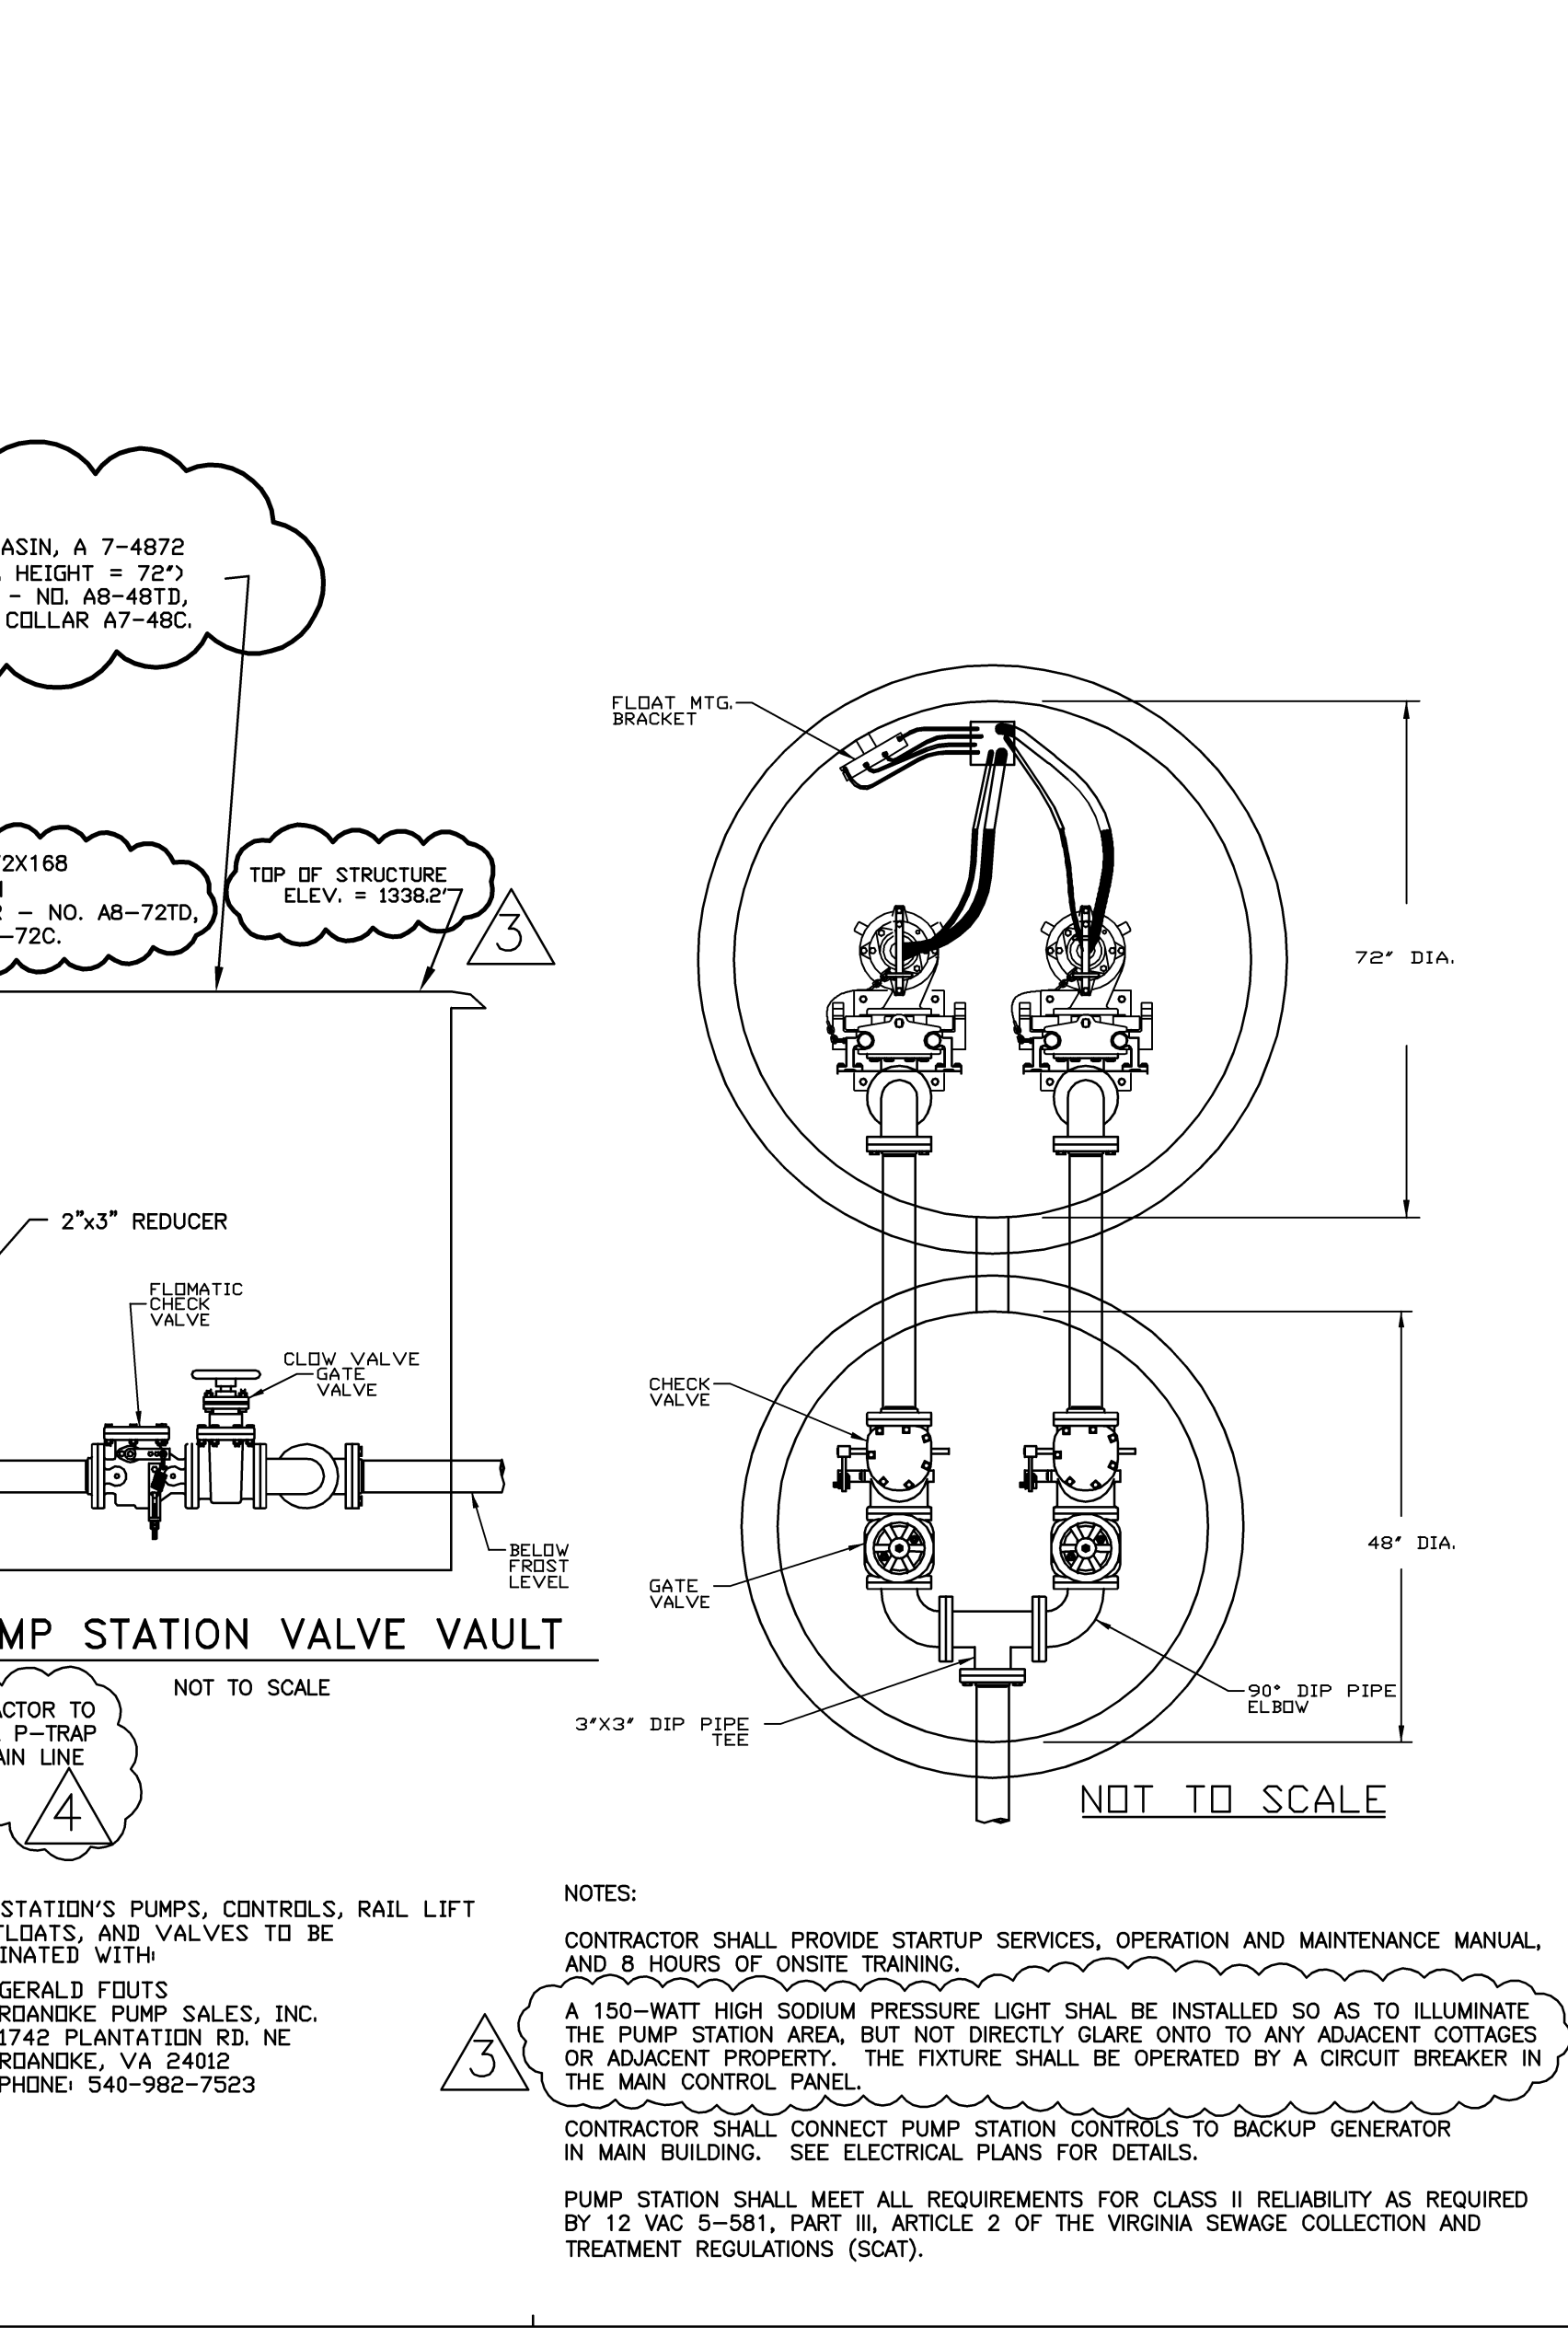 ASIN, A 7-4872
HEIGHT = 72")
- NO. A8-48TD,
COLLAR A7-48C.
FLOAT MTG.
BRACKET
2X168
- NO. A8-72TD,
-72C.
TOP OF STRUCTURE
ELEV. = 1338.2'
3
72" DIA.
2"x3" REDUCER
FLOMATIC
CHECK
VALVE
CLOW VALVE
GATE
VALVE
CHECK
VALVE
BELOW
FROST
LEVEL
GATE
VALVE
48" DIA.
MP STATION VALVE VAULT
NOT TO SCALE
ACTOR TO
P-TRAP
AIN LINE
4
3"X3" DIP PIPE
TEE
90° DIP PIPE
ELBOW
NOT TO SCALE
STATION'S PUMPS, CONTROLS, RAIL LIFT
FLOATS, AND VALVES TO BE
INATED WITH:
GERALD FOUTS
ROANOKE PUMP SALES, INC.
1742 PLANTATION RD. NE
ROANOKE, VA 24012
PHONE: 540-982-7523
NOTES:
CONTRACTOR SHALL PROVIDE STARTUP SERVICES, OPERATION AND MAINTENANCE MANUAL,
AND 8 HOURS OF ONSITE TRAINING.
3
A 150-WATT HIGH SODIUM PRESSURE LIGHT SHAL BE INSTALLED SO AS TO ILLUMINATE
THE PUMP STATION AREA, BUT NOT DIRECTLY GLARE ONTO TO ANY ADJACENT COTTAGES
OR ADJACENT PROPERTY. THE FIXTURE SHALL BE OPERATED BY A CIRCUIT BREAKER IN
THE MAIN CONTROL PANEL.
CONTRACTOR SHALL CONNECT PUMP STATION CONTROLS TO BACKUP GENERATOR
IN MAIN BUILDING. SEE ELECTRICAL PLANS FOR DETAILS.
PUMP STATION SHALL MEET ALL REQUIREMENTS FOR CLASS II RELIABILITY AS REQUIRED
BY 12 VAC 5-581, PART III, ARTICLE 2 OF THE VIRGINIA SEWAGE COLLECTION AND
TREATMENT REGULATIONS (SCAT).